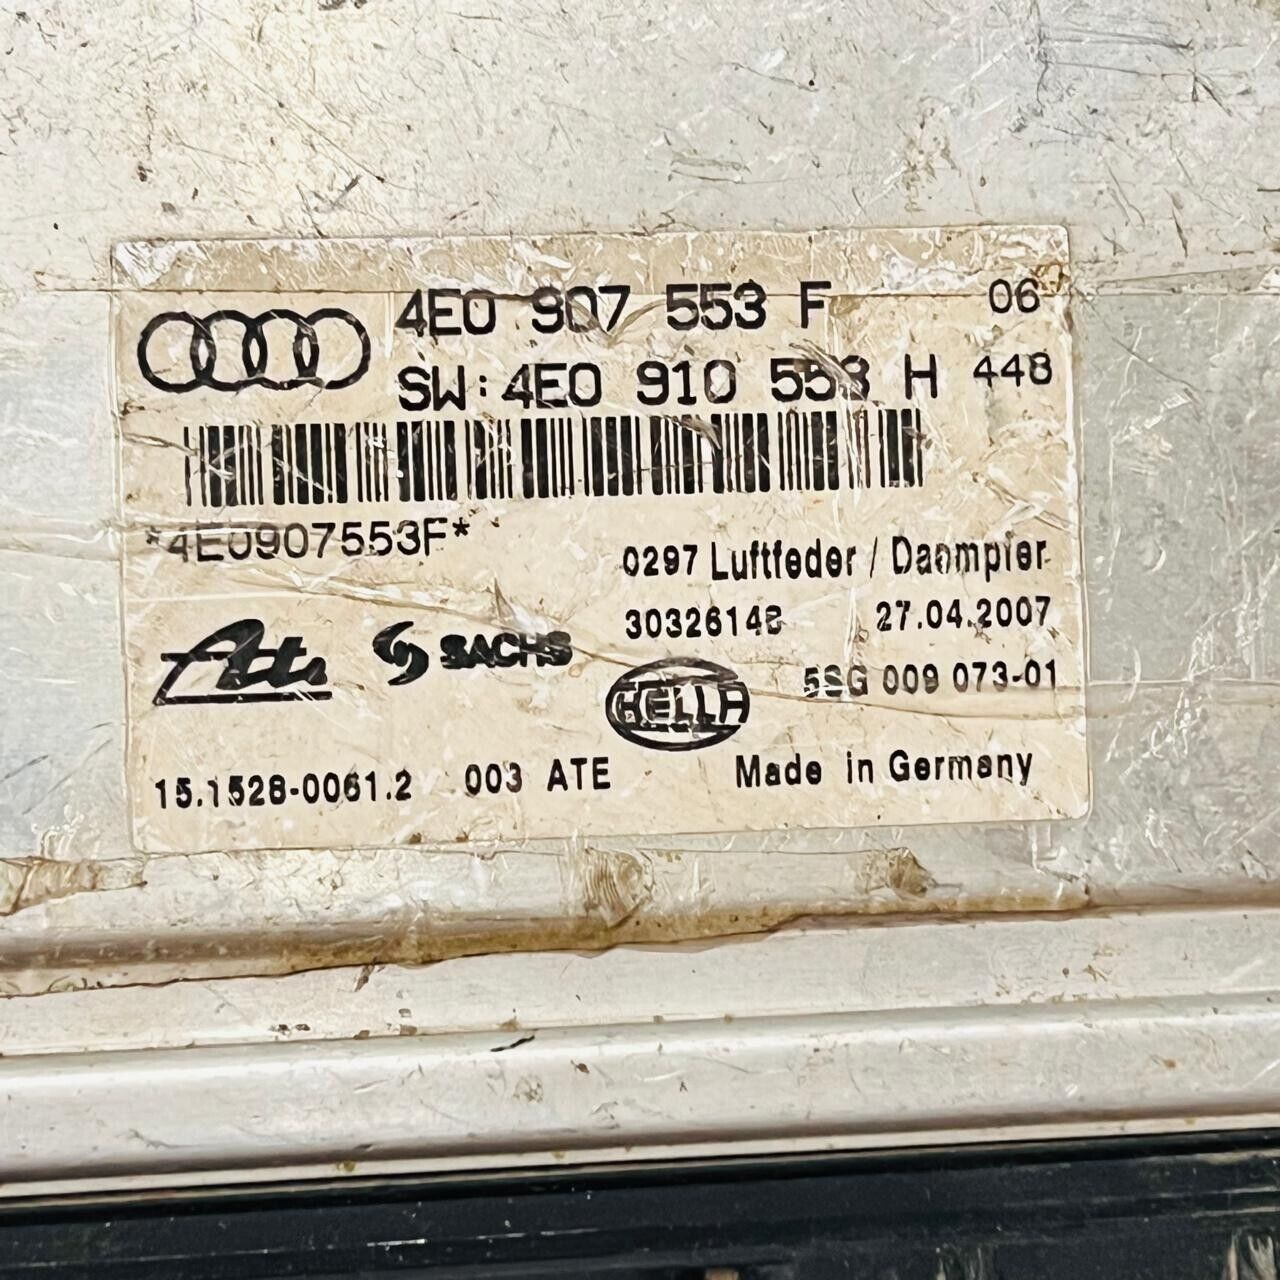 4E0 907 553 F 06
SW: 4E0 910 553 H 448
*4E0907553F*
0297 Luftfeder / Daempfer
30326148 27.04.2007
Ate SACHS
HELLA 5SG 009 073-01
15.1528-0061.2 003 ATE Made in Germany